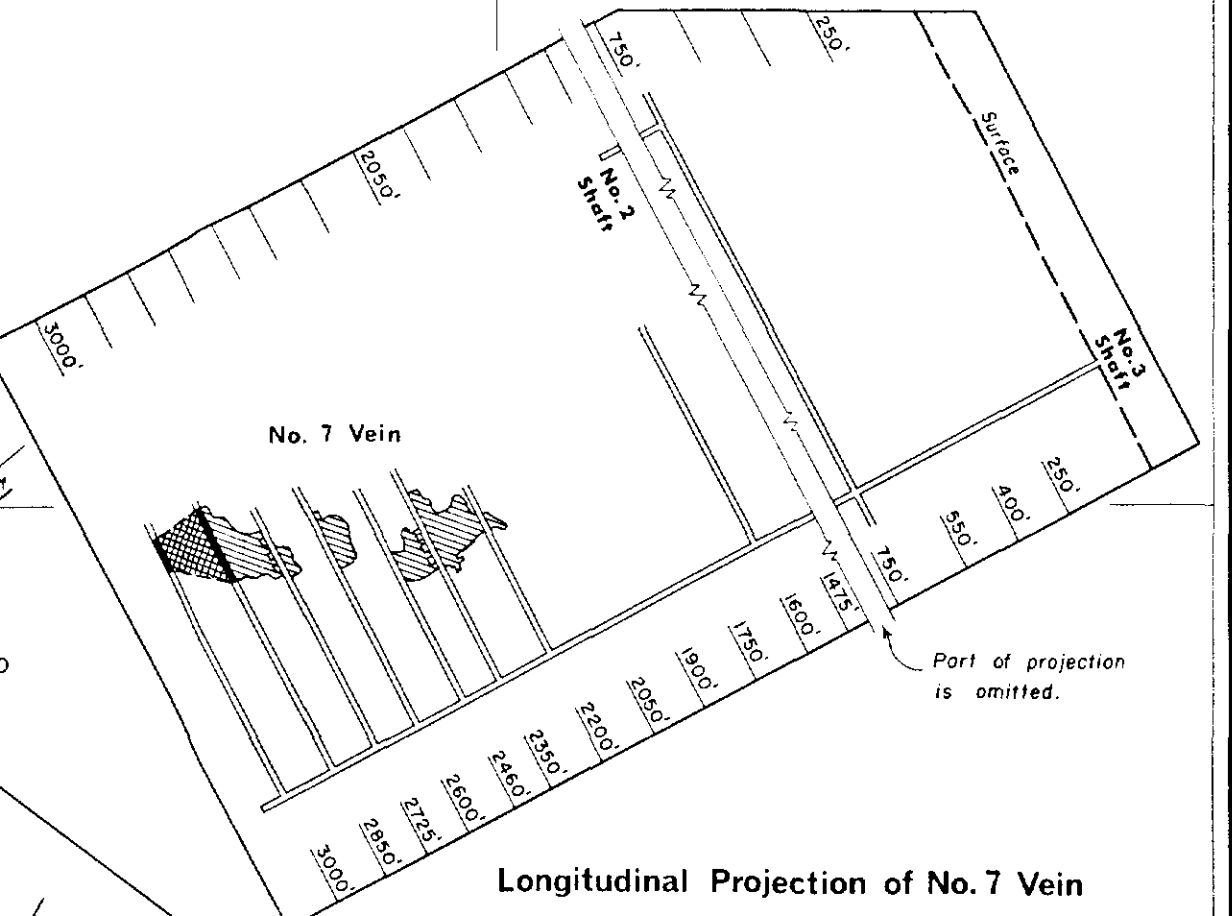 750'
250'
2050'
3000'
Surface
No. 2
Shaft
No. 3
Shaft
No. 7 Vein
250'
400'
550'
750'
1475'
1600'
1750'
1900'
2050'
2200'
2350'
2460'
2600'
2725'
2850'
3000'
Part of projection
is omitted.
Longitudinal Projection of No. 7 Vein